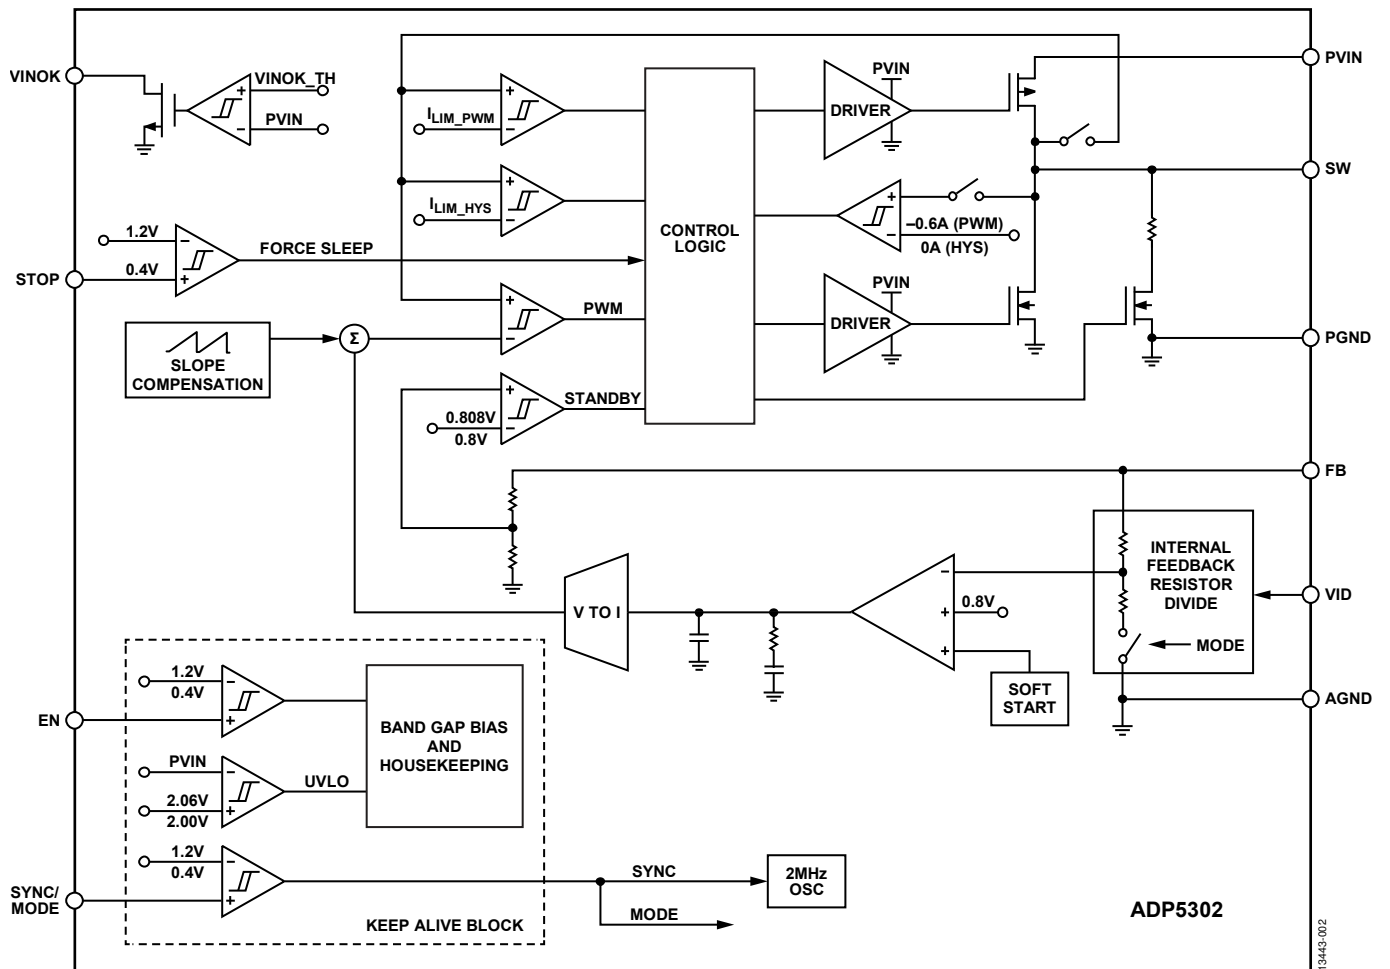 VINOK
VINOK_TH
+
PVIN
−
ILIM_PWM
+
−
ILIM_HYS
+
−
1.2V
−
0.4V
+
STOP
FORCE SLEEP
CONTROL
LOGIC
PVIN
DRIVER
PVIN
SW
+
−0.6A (PWM)
−
0A (HYS)
PVIN
DRIVER
PGND
SLOPE
COMPENSATION
Σ
+
−
PWM
+
0.808V
−
0.8V
STANDBY
FB
INTERNAL
FEEDBACK
RESISTOR
DIVIDE
MODE
VID
AGND
V TO I
−
0.8V
+
+
SOFT
START
1.2V
−
0.4V
+
EN
PVIN
−
2.06V
+
2.00V
UVLO
BAND GAP BIAS
AND
HOUSEKEEPING
1.2V
−
0.4V
+
SYNC/
MODE
KEEP ALIVE BLOCK
SYNC
MODE
2MHz
OSC
ADP5302
13443-002